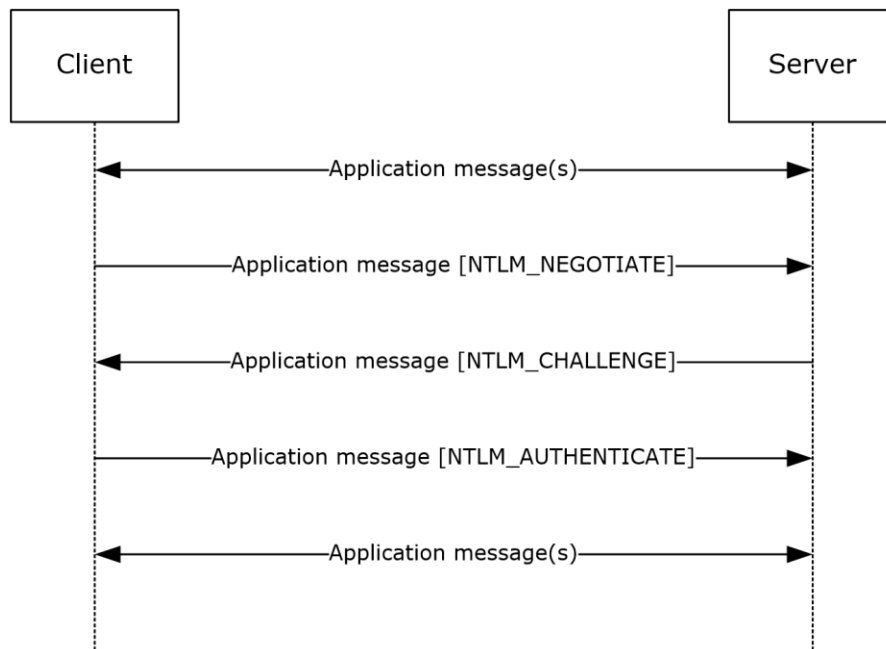 Client
Server
Application message(s)
Application message [NTLM_NEGOTIATE]
Application message [NTLM_CHALLENGE]
Application message [NTLM_AUTHENTICATE]
Application message(s)